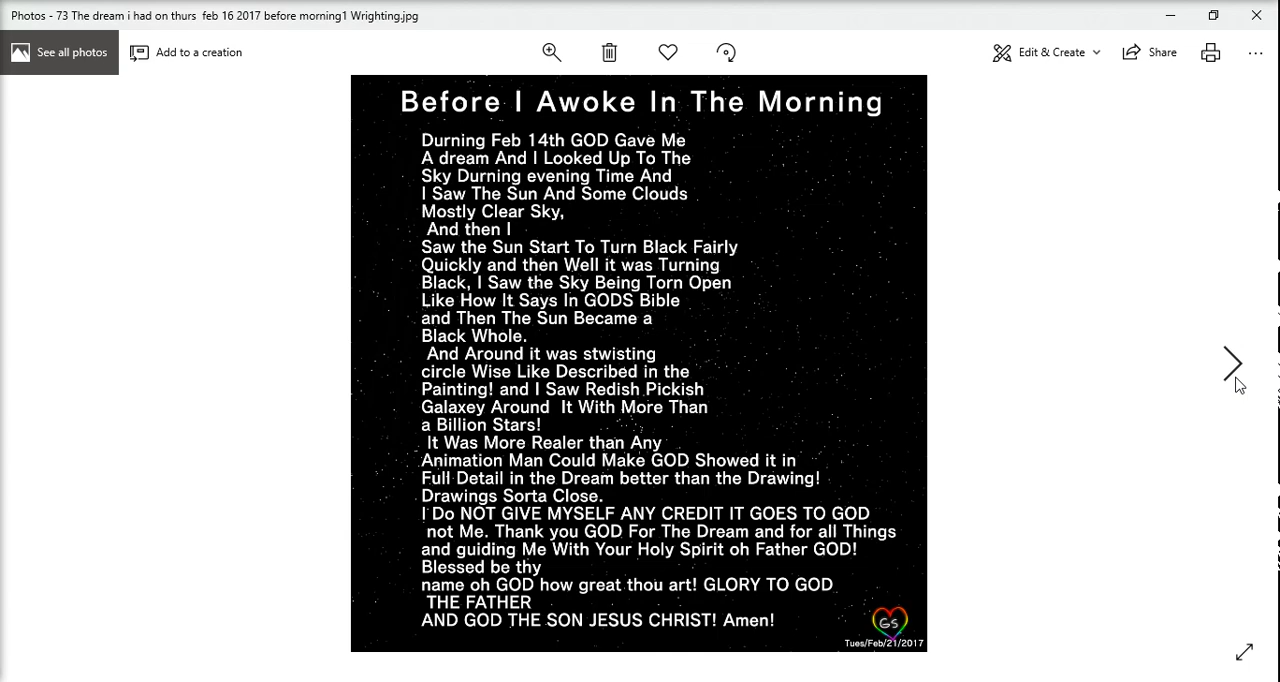 Photos - 73 The dream i had on thurs  feb 16 2017 before morning1 Wrighting.jpg
See all photos
Add to a creation
Edit & Create
Share
Before I Awoke In The Morning
Durning Feb 14th GOD Gave Me
A dream And I Looked Up To The
Sky Durning evening Time And
I Saw The Sun And Some Clouds
Mostly Clear Sky,
And then I
Saw the Sun Start To Turn Black Fairly
Quickly and then Well it was Turning
Black, I Saw the Sky Being Torn Open
Like How It Says In GODS Bible
and Then The Sun Became a
Black Whole.
And Around it was stwisting
circle Wise Like Described in the
Painting! and I Saw Redish Pickish
Galaxey Around  It With More Than
a Billion Stars!
It Was More Realer than Any
Animation Man Could Make GOD Showed it in
Full Detail in the Dream better than the Drawing!
Drawings Sorta Close.
I Do NOT GIVE MYSELF ANY CREDIT IT GOES TO GOD
not Me. Thank you GOD For The Dream and for all Things
and guiding Me With Your Holy Spirit oh Father GOD!
Blessed be thy
name oh GOD how great thou art! GLORY TO GOD
THE FATHER
AND GOD THE SON JESUS CHRIST! Amen!
GS
Tues/Feb/21/2017